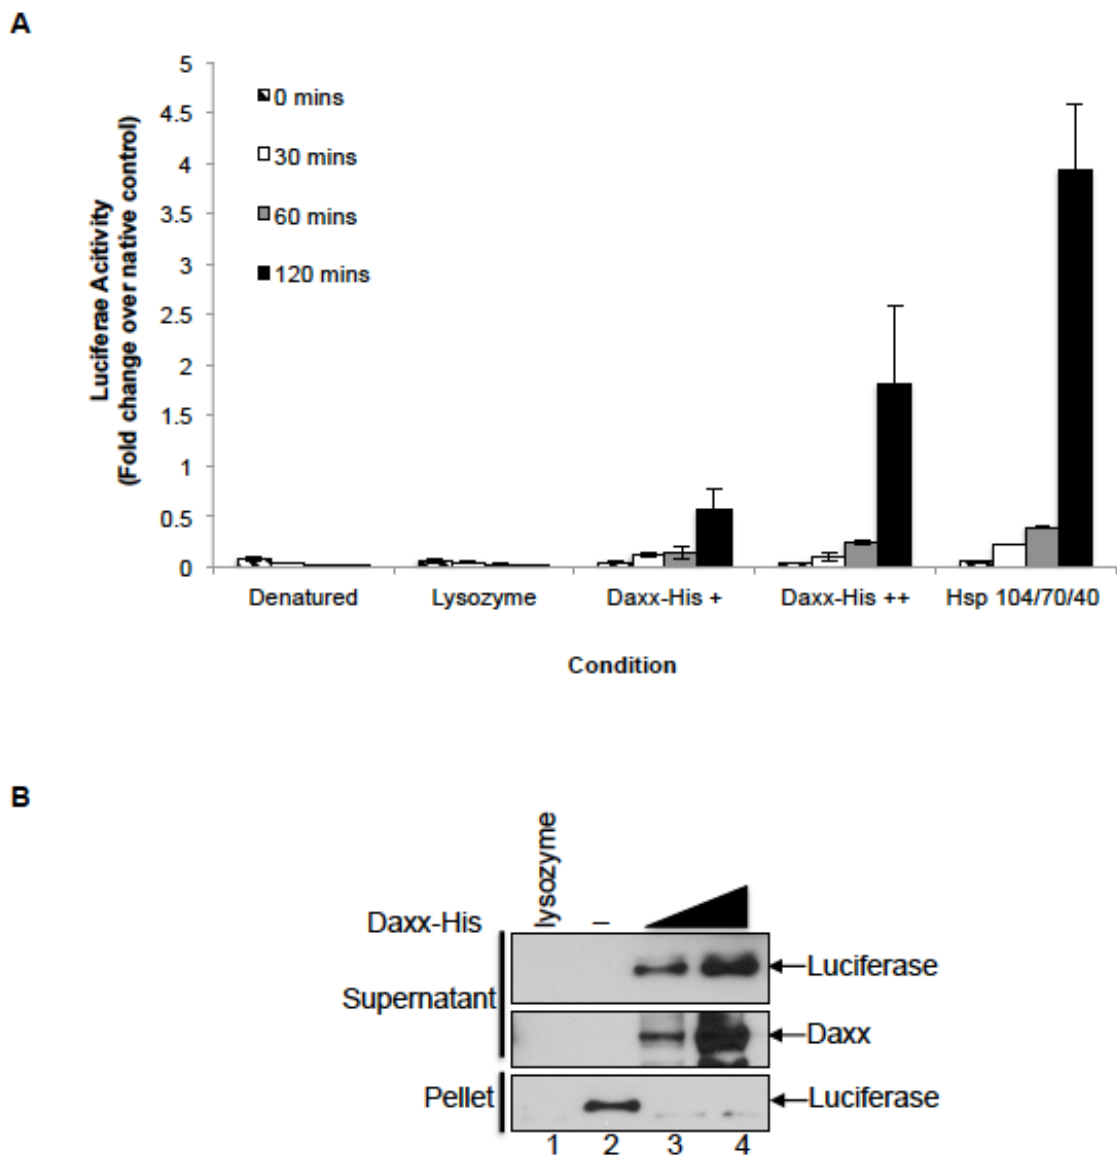 A
Luciferae Acitivity
(Fold change over native control)
5
4.5
4
3.5
3
2.5
2
1.5
1
0.5
0
0 mins
30 mins
60 mins
120 mins
Denatured
Lysozyme
Daxx-His +
Daxx-His ++
Hsp 104/70/40
Condition
B
lysozyme
Daxx-His
–
Supernatant
Luciferase
Daxx
Pellet
Luciferase
1 2 3 4